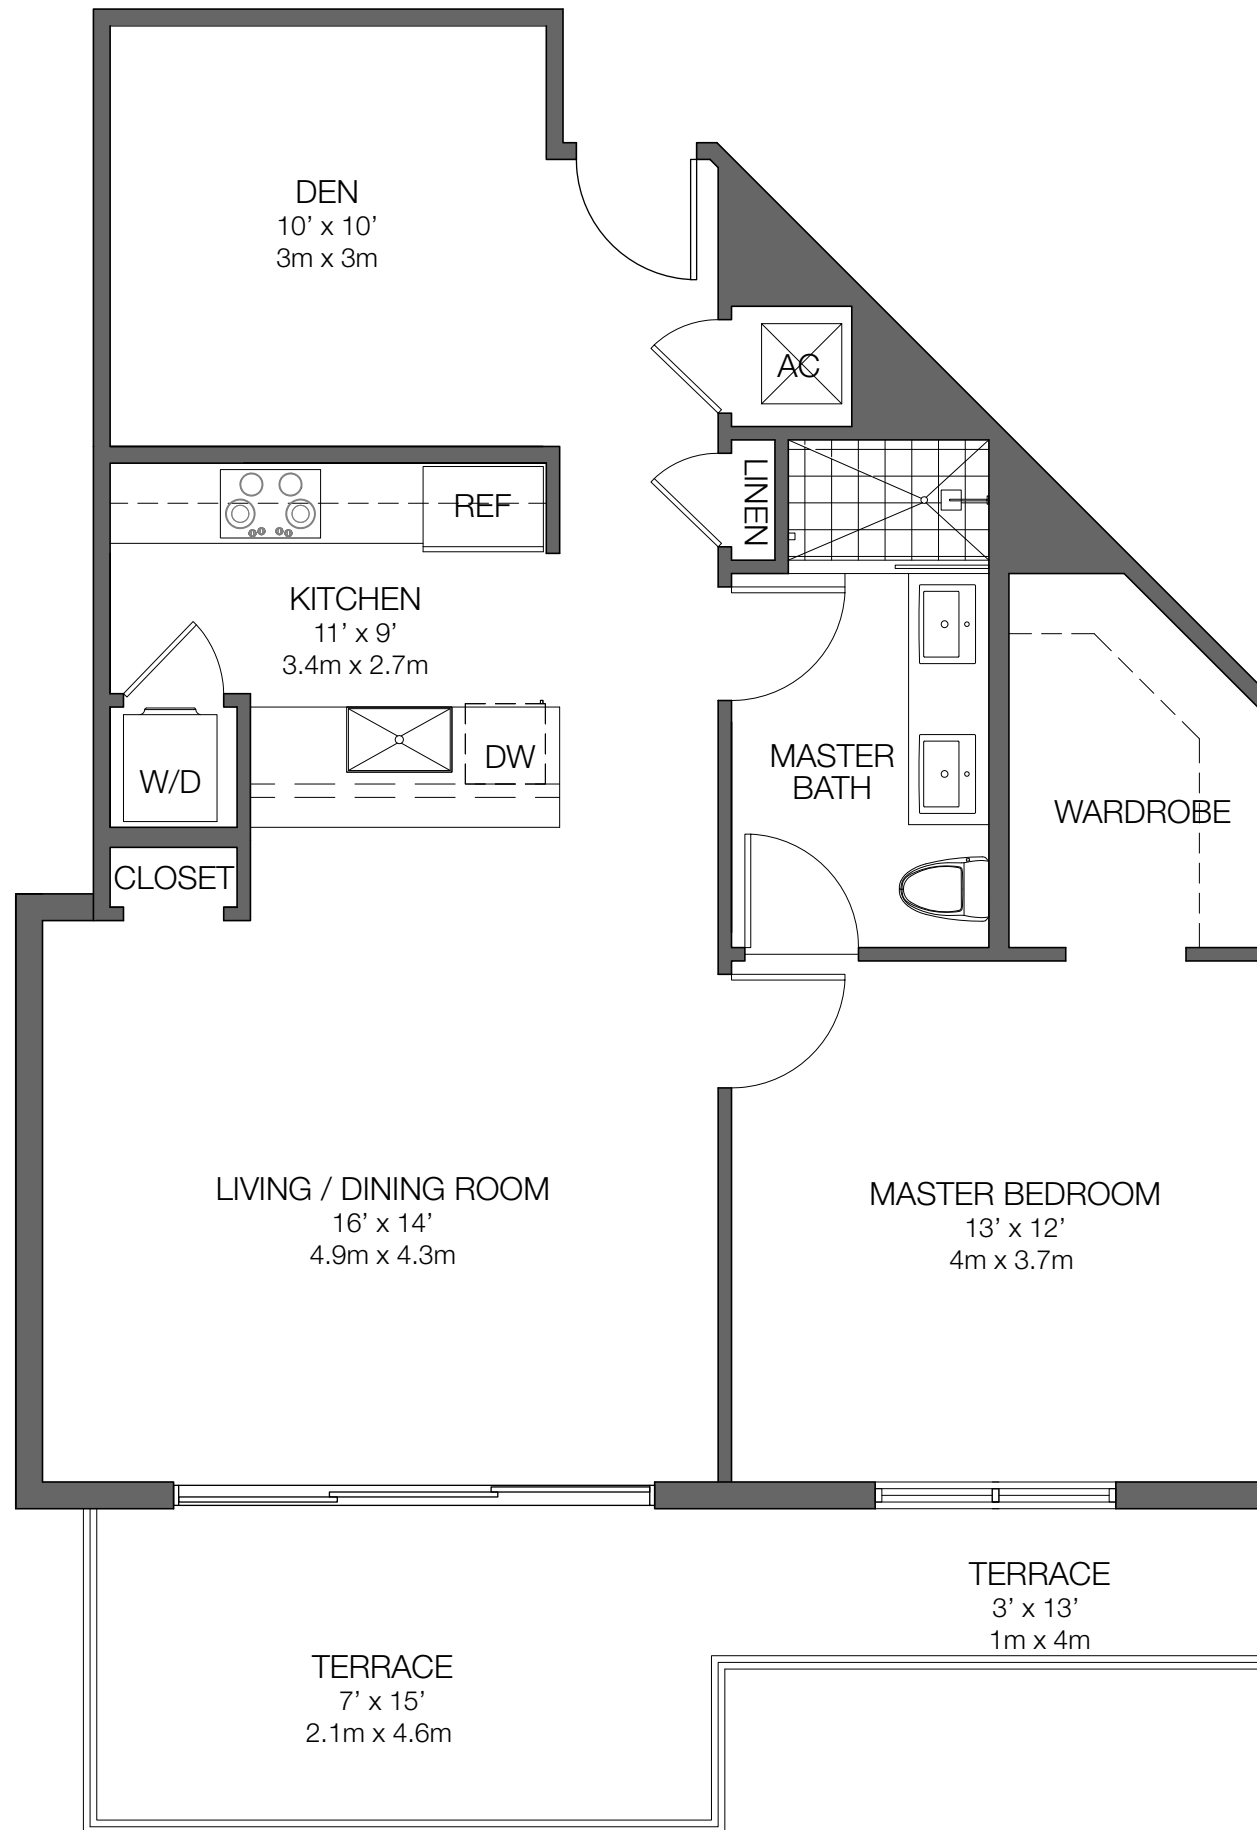 DEN
10’ x 10’
3m x 3m
AC
LINEN
REF
KITCHEN
11’ x 9’
3.4m x 2.7m
W/D
DW
MASTER
BATH
WARDROBE
CLOSET
LIVING / DINING ROOM
16’ x 14’
4.9m x 4.3m
MASTER BEDROOM
13’ x 12’
4m x 3.7m
TERRACE
3’ x 13’
1m x 4m
TERRACE
7’ x 15’
2.1m x 4.6m